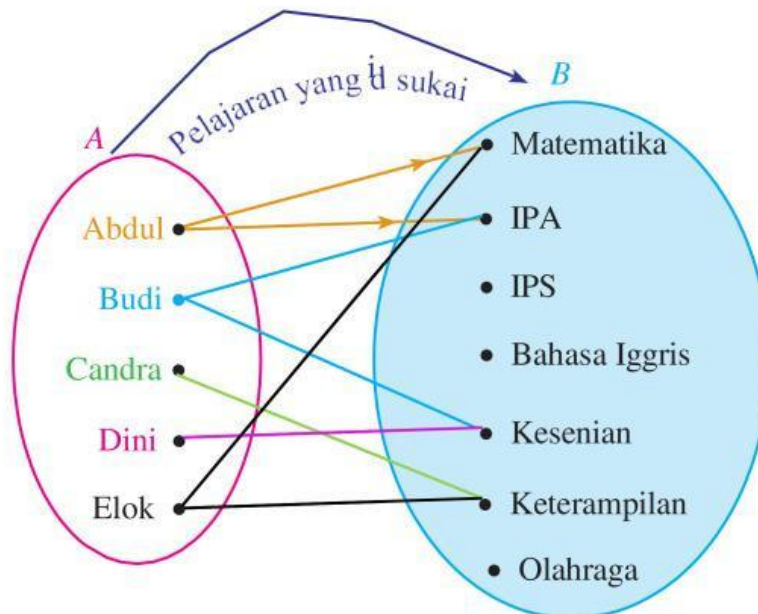 Pelajaran yang di sukai
A
B
Abdul
Budi
Candra
Dini
Elok
Matematika
IPA
IPS
Bahasa Iggris
Kesenian
Keterampilan
Olahraga